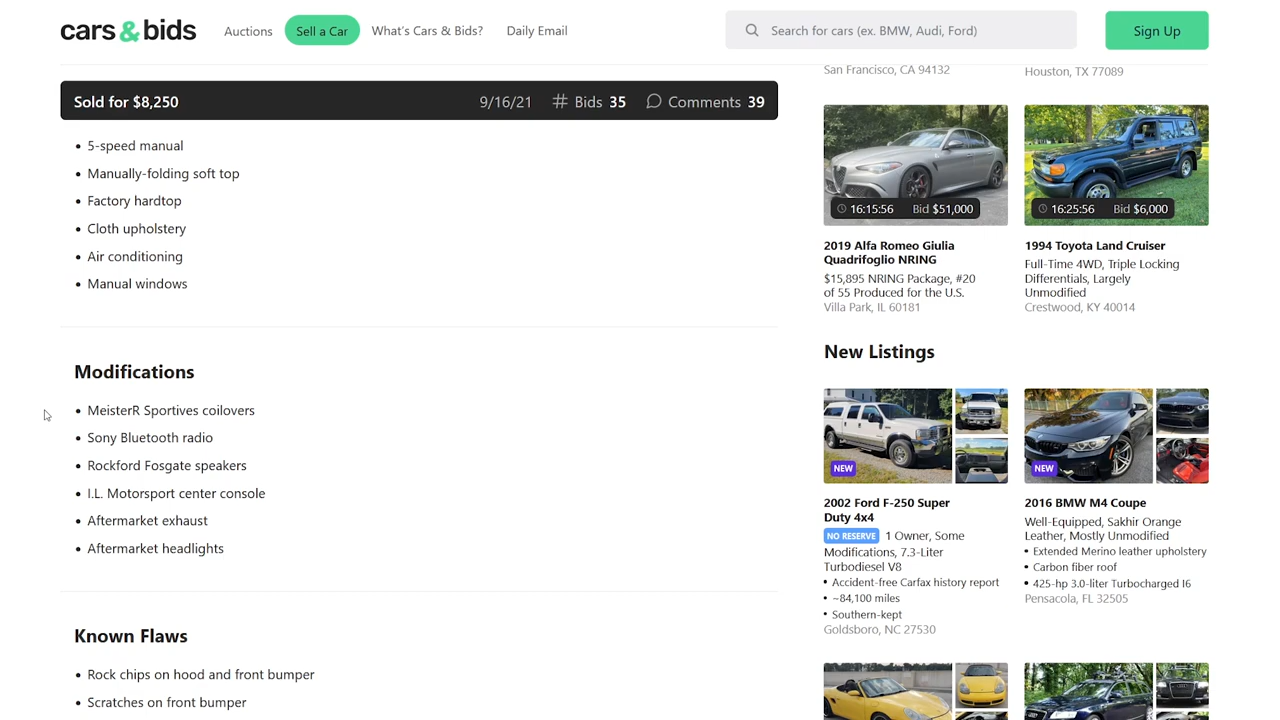 cars & bids
Auctions
Sell a Car
What's Cars & Bids?
Daily Email
Search for cars (ex. BMW, Audi, Ford)
Sign Up
Sold for $8,250
9/16/21
Bids 35
Comments 39
5-speed manual
Manually-folding soft top
Factory hardtop
Cloth upholstery
Air conditioning
Manual windows
Modifications
MeisterR Sportives coilovers
Sony Bluetooth radio
Rockford Fosgate speakers
I.L. Motorsport center console
Aftermarket exhaust
Aftermarket headlights
Known Flaws
Rock chips on hood and front bumper
Scratches on front bumper
San Francisco, CA 94132
Houston, TX 77089
16:15:56 Bid $51,000
2019 Alfa Romeo Giulia
Quadrifoglio NRING
$15,895 NRING Package, #20
of 55 Produced for the U.S.
Villa Park, IL 60181
16:25:56 Bid $6,000
1994 Toyota Land Cruiser
Full-Time 4WD, Triple Locking
Differentials, Largely
Unmodified
Crestwood, KY 40014
New Listings
NEW
2002 Ford F-250 Super
Duty 4x4
NO RESERVE 1 Owner, Some
Modifications, 7.3-Liter
Turbodiesel V8
• Accident-free Carfax history report
• ~84,100 miles
• Southern-kept
Goldsboro, NC 27530
NEW
2016 BMW M4 Coupe
Well-Equipped, Sakhir Orange
Leather, Mostly Unmodified
• Extended Merino leather upholstery
• Carbon fiber roof
• 425-hp 3.0-liter Turbocharged I6
Pensacola, FL 32505